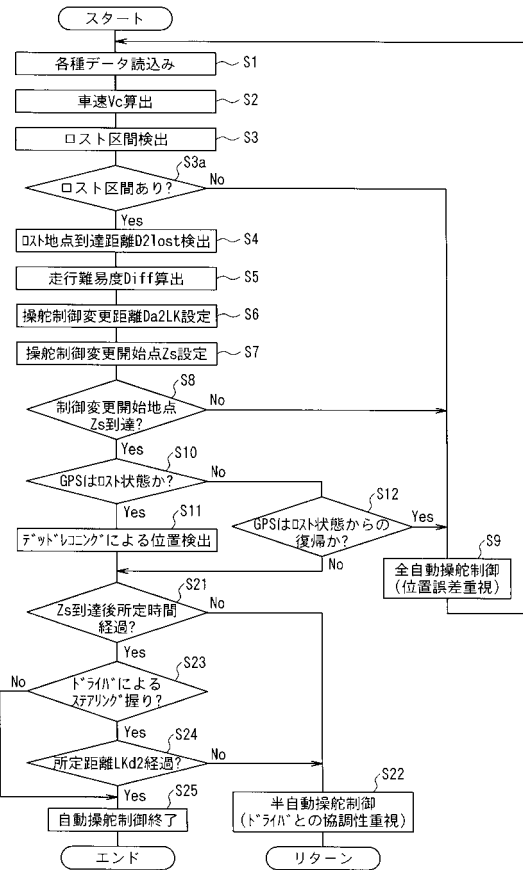 スタート
各種データ読込み
S1
車速Vc算出
S2
ロスト区間検出
S3
S3a
ロスト区間あり?
No
Yes
ロスト地点到達距離D2lost検出
S4
走行難易度Diff算出
S5
操舵制御変更距離Da2LK設定
S6
操舵制御変更開始点Zs設定
S7
S8
制御変更開始地点
Zs到達?
No
Yes
S10
GPSはロスト状態か?
No
Yes
S11
デッドレコニングによる位置検出
S12
GPSはロスト状態からの
復帰か?
Yes
No
S9
全自動操舵制御
(位置誤差重視)
S21
Zs到達後所定時間
経過?
No
Yes
S23
ドライバによる
ステアリング握り?
No
Yes
S24
所定距離LKd2経過?
No
Yes
S25
自動操舵制御終了
S22
半自動操舵制御
(ドライバとの協調性重視)
エンド
リターン